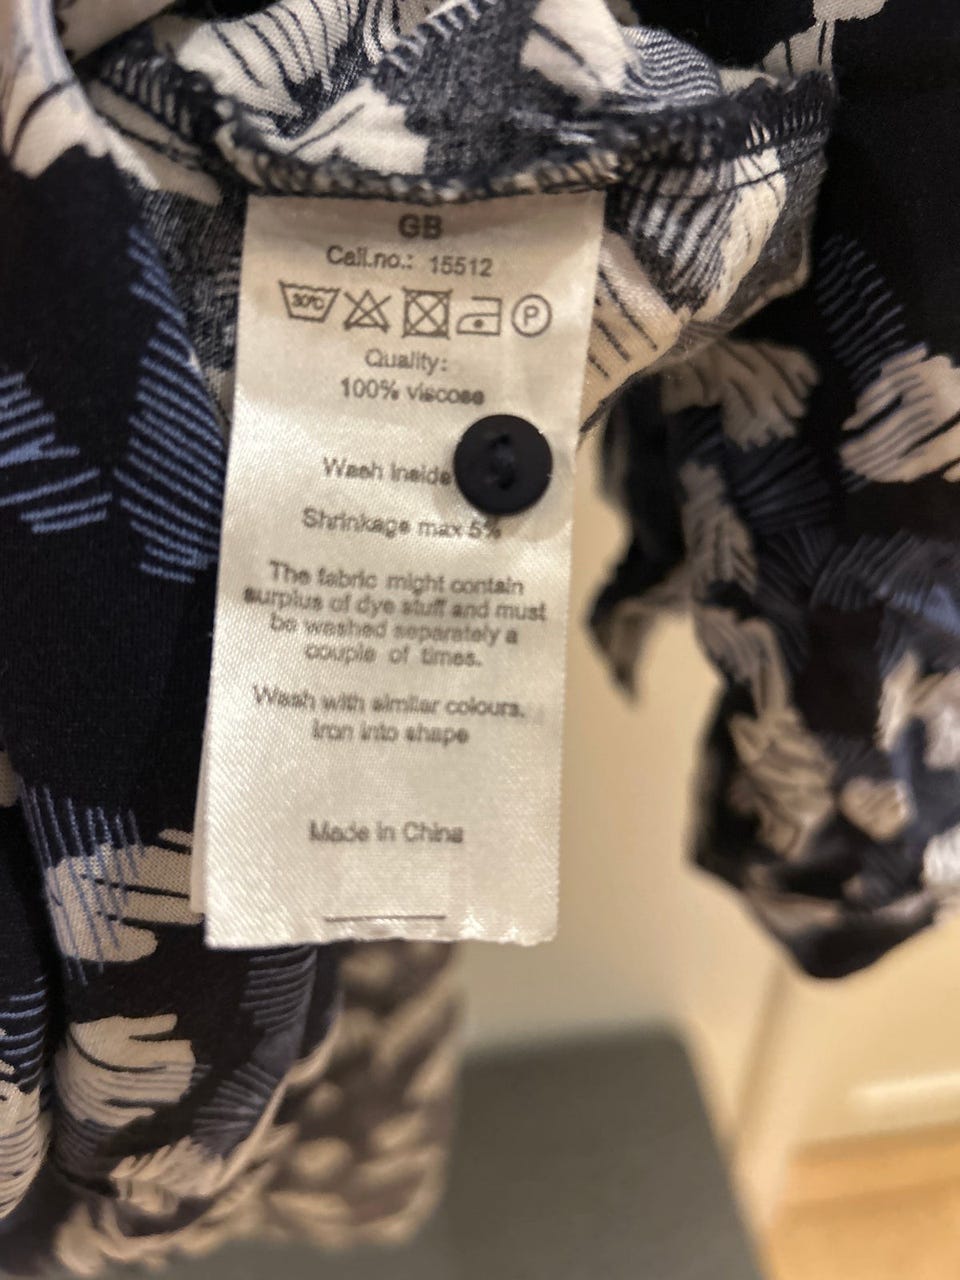 GB
Call.no.: 15512
30°C
P
Quality:
100% viscose
Wash inside
Shrinkage max 5%
The fabric might contain
surplus of dye stuff and must
be washed separately a
couple of times.
Wash with similar colours.
Iron into shape
Made in China